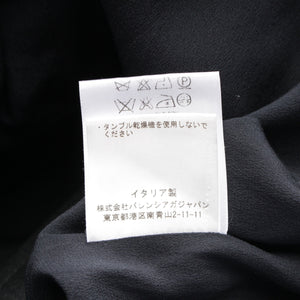 ・タンブル乾燥機を使用しないで
ください
イタリア製
株式会社バレンシアガジャパン
東京都港区南青山2-11-11